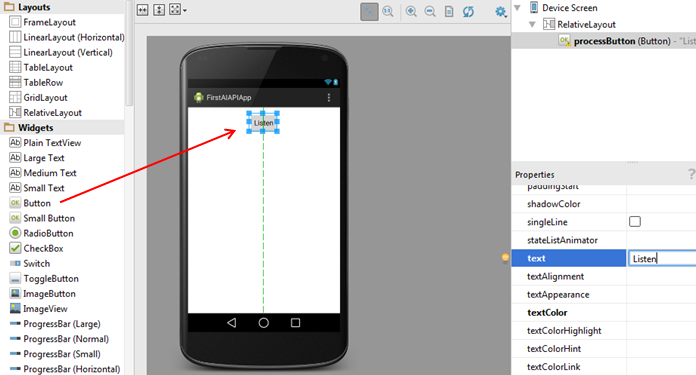 Layouts
FrameLayout
LinearLayout (Horizontal)
LinearLayout (Vertical)
TableLayout
TableRow
GridLayout
RelativeLayout
Widgets
Ab Plain TextView
Ab Large Text
Ab Medium Text
Ab Small Text
OK Button
OK Small Button
RadioButton
CheckBox
Switch
ToggleButton
ImageButton
ImageView
ProgressBar (Large)
ProgressBar (Normal)
ProgressBar (Small)
ProgressBar (Horizontal)
FirstAIAPIApp
Listen
Device Screen
RelativeLayout
OK processButton (Button) - "Lis
Properties ?
paddingStart
shadowColor
singleLine
stateListAnimator
text Listen
textAlignment
textAppearance
textColor
textColorHighlight
textColorHint
textColorLink